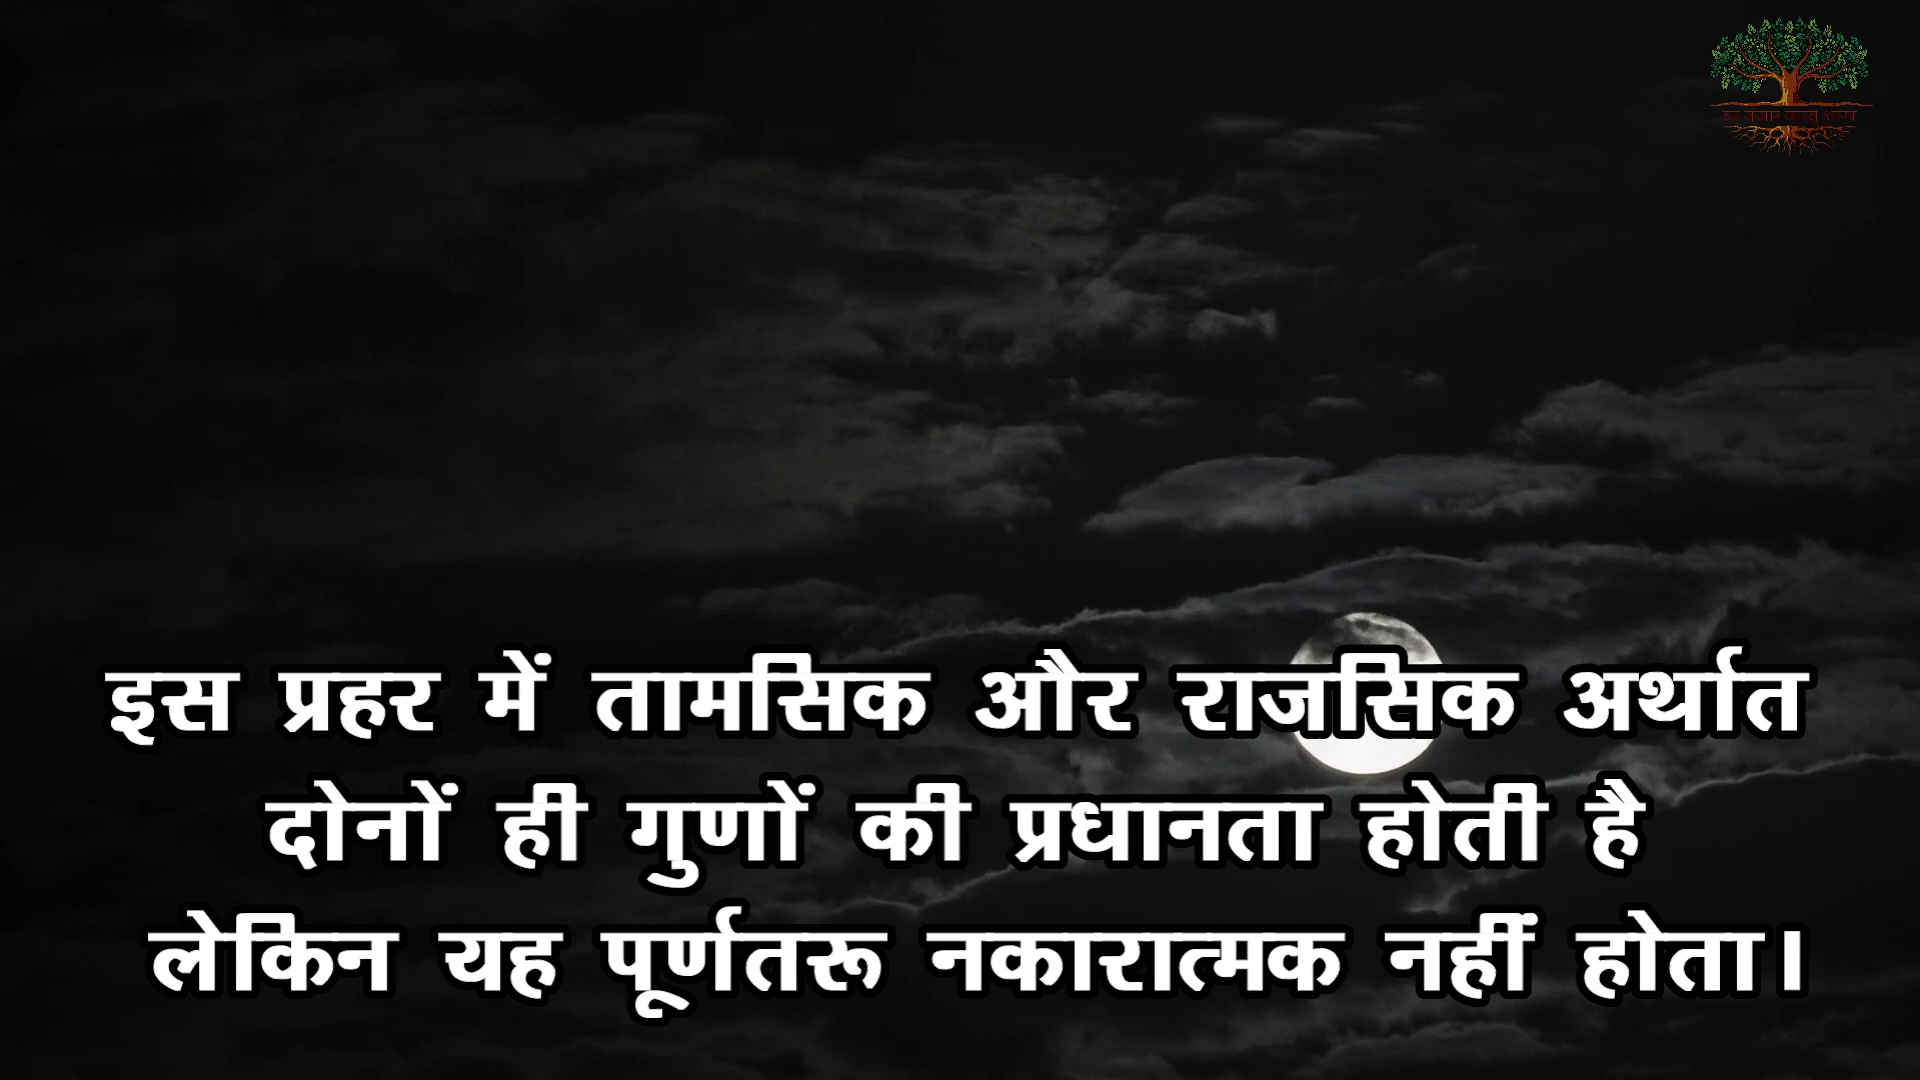 इस प्रहर में तामसिक और राजसिक अर्थात
दोनों ही गुणों की प्रधानता होती है
लेकिन यह पूर्णतरू नकारात्मक नहीं होता।